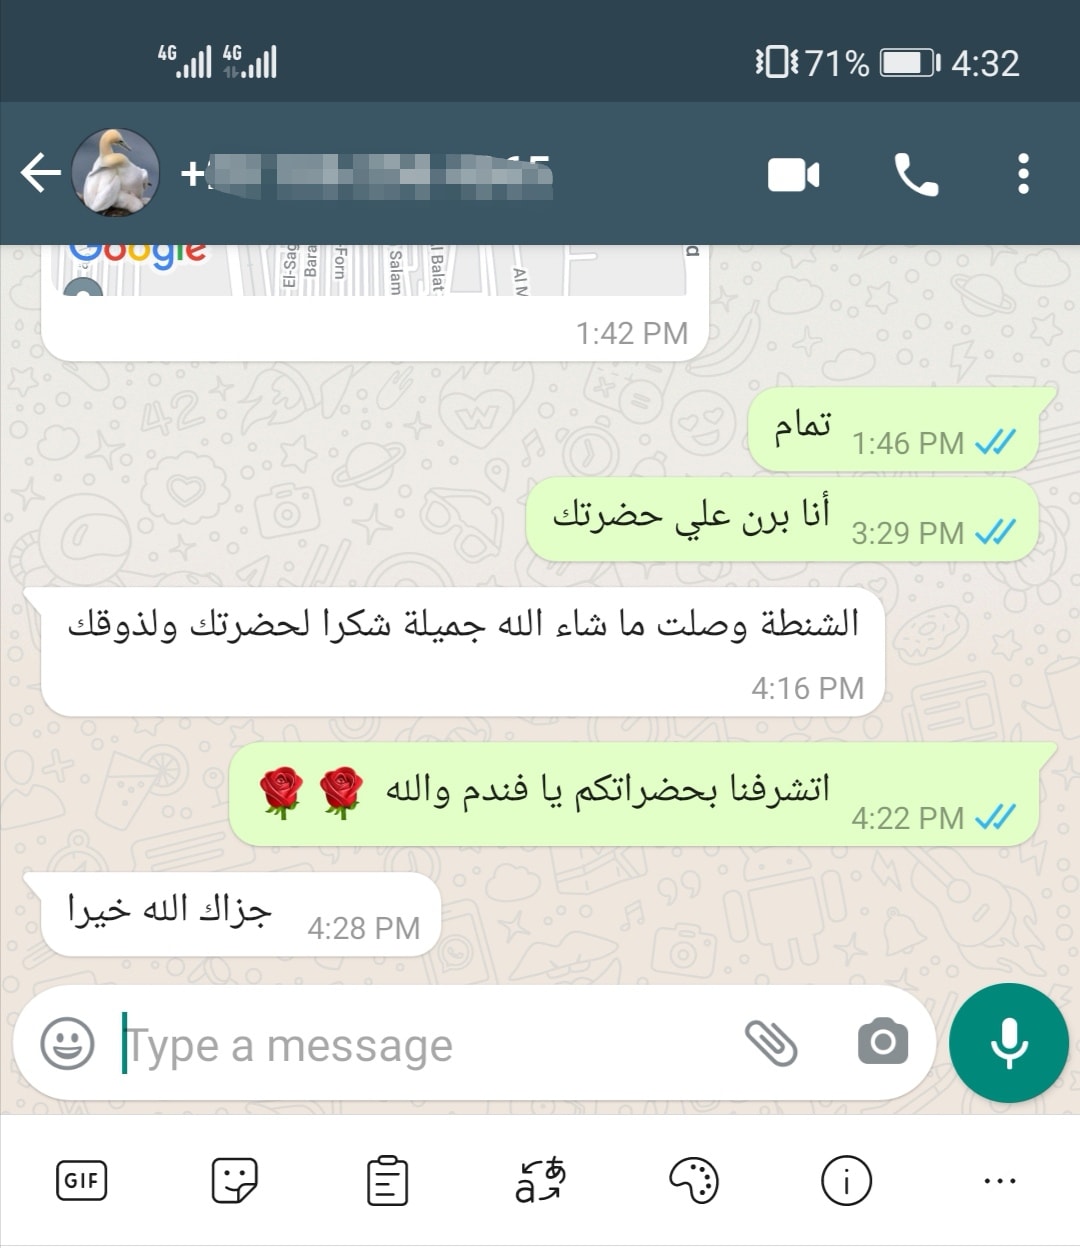 4G 4G 71% 4:32
Google
El-Sag
Bara
-Forn
Salam
l Balat
Al M
1:42 PM
تمام
1:46 PM
أنا برن علي حضرتك
3:29 PM
الشنطة وصلت ما شاء الله جميلة شكرا لحضرتك ولذوقك
4:16 PM
اتشرفنا بحضراتكم يا فندم والله 🌹🌹
4:22 PM
جزاك الله خيرا
4:28 PM
Type a message
GIF